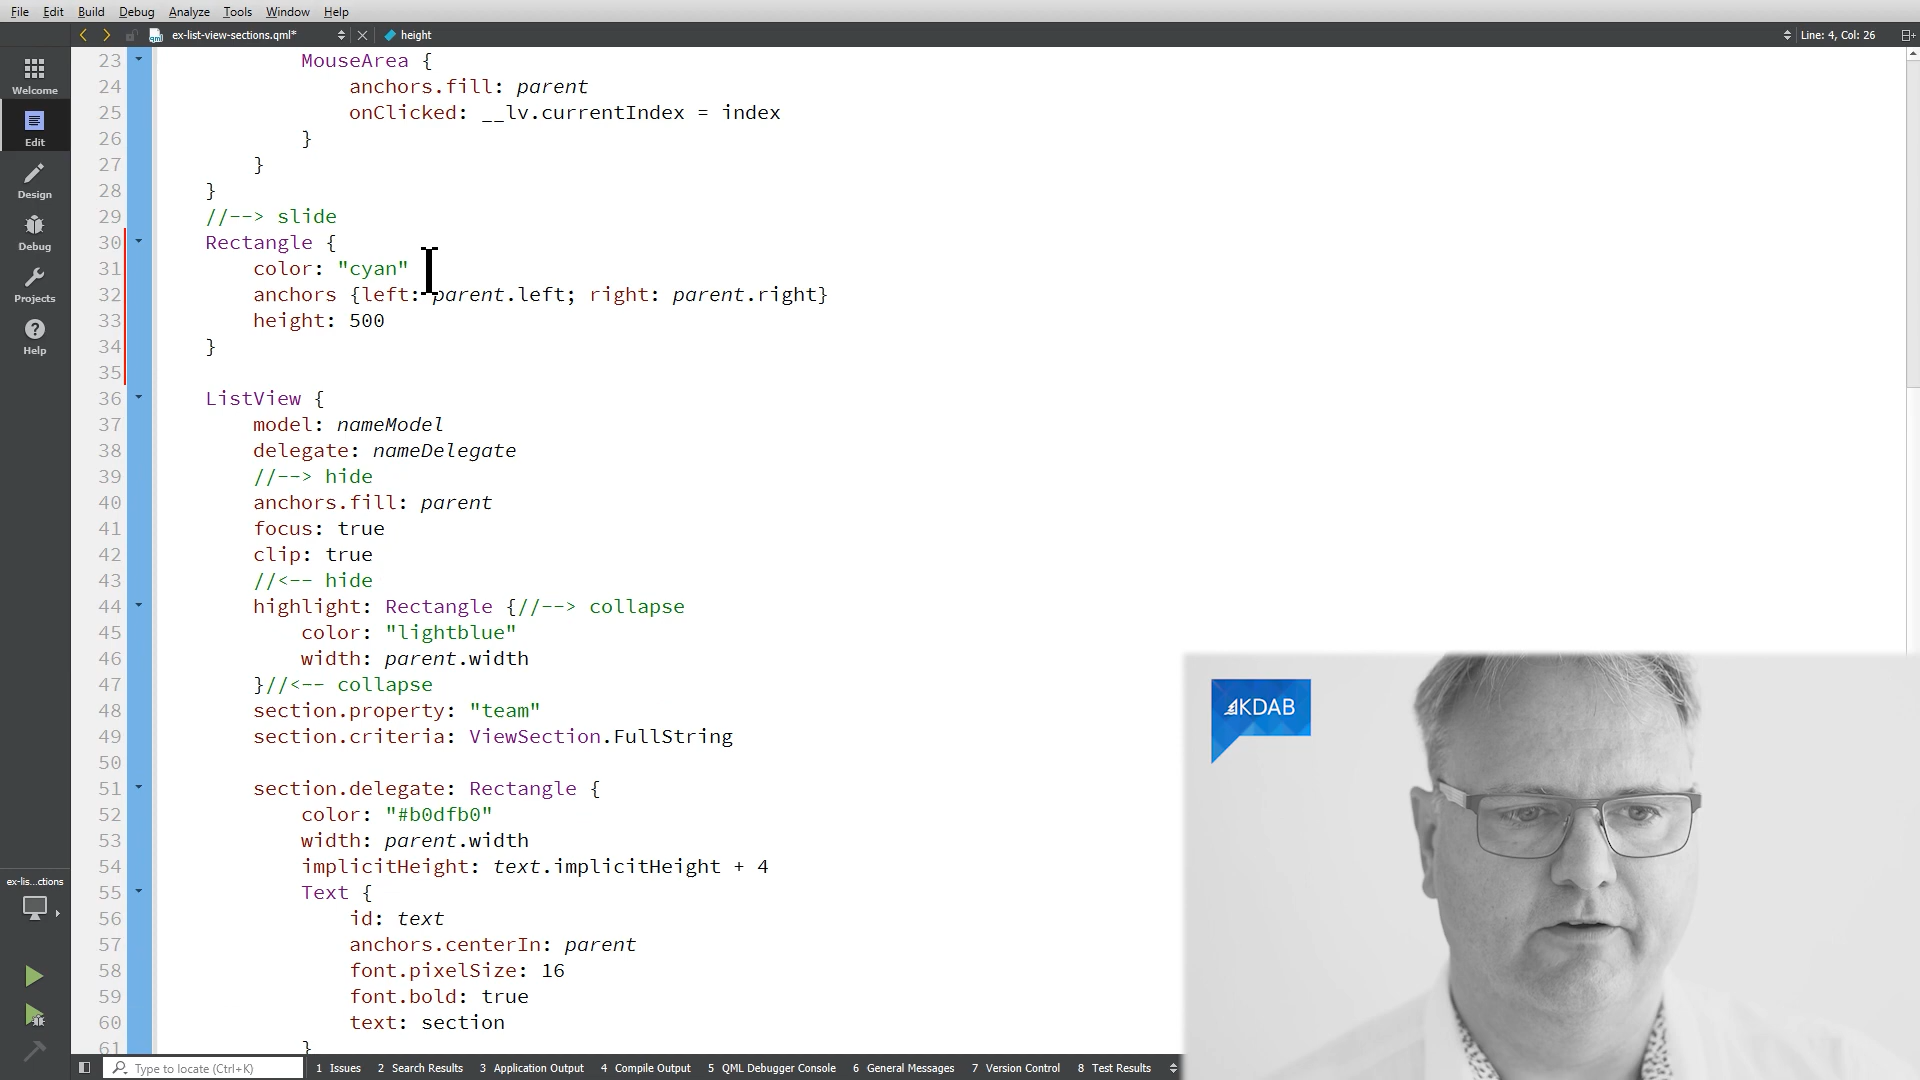 File Edit Build Debug Analyze Tools Window Help
ex-list-view-sections.qml* height Line: 4, Col: 26
Welcome
Edit
Design
Debug
Projects
Help
ex-lis...ctions
23 MouseArea {
24 anchors.fill: parent
25 onClicked: __lv.currentIndex = index
26 }
27 }
28 }
29 //--> slide
30 Rectangle {
31 color: "cyan"
32 anchors {left: parent.left; right: parent.right}
33 height: 500
34 }
35
36 ListView {
37 model: nameModel
38 delegate: nameDelegate
39 //--> hide
40 anchors.fill: parent
41 focus: true
42 clip: true
43 //<-- hide
44 highlight: Rectangle {//--> collapse
45 color: "lightblue"
46 width: parent.width
47 }//<-- collapse
48 section.property: "team"
49 section.criteria: ViewSection.FullString
50
51 section.delegate: Rectangle {
52 color: "#b0dfb0"
53 width: parent.width
54 implicitHeight: text.implicitHeight + 4
55 Text {
56 id: text
57 anchors.centerIn: parent
58 font.pixelSize: 16
59 font.bold: true
60 text: section
61 }
KDAB
Type to locate (Ctrl+K) 1 Issues 2 Search Results 3 Application Output 4 Compile Output 5 QML Debugger Console 6 General Messages 7 Version Control 8 Test Results